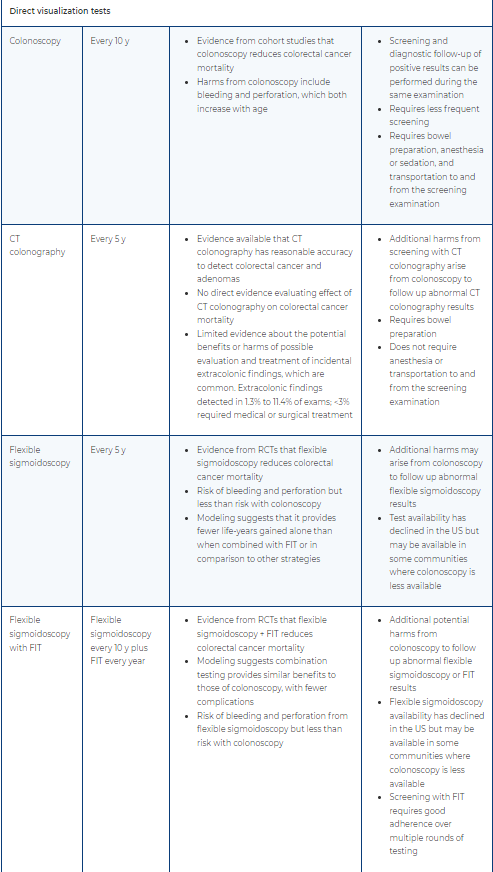 Direct visualization tests
Colonoscopy
Every 10 y
Evidence from cohort studies that
colonoscopy reduces colorectal cancer
mortality
Harms from colonoscopy include
bleeding and perforation, which both
increase with age
Screening and
diagnostic follow-up of
positive results can be
performed during the
same examination
Requires less frequent
screening
Requires bowel
preparation, anesthesia
or sedation, and
transportation to and
from the screening
examination
CT
colonography
Every 5 y
Evidence available that CT
colonography has reasonable accuracy
to detect colorectal cancer and
adenomas
No direct evidence evaluating effect of
CT colonography on colorectal cancer
mortality
Limited evidence about the potential
benefits or harms of possible
evaluation and treatment of incidental
extracolonic findings, which are
common. Extracolonic findings
detected in 1.3% to 11.4% of exams; <3%
required medical or surgical treatment
Additional harms from
screening with CT
colonography arise
from colonoscopy to
follow up abnormal CT
colonography results
Requires bowel
preparation
Does not require
anesthesia or
transportation to and
from the screening
examination
Flexible
sigmoidoscopy
Every 5 y
Evidence from RCTs that flexible
sigmoidoscopy reduces colorectal
cancer mortality
Risk of bleeding and perforation but
less than risk with colonoscopy
Modeling suggests that it provides
fewer life-years gained alone than
when combined with FIT or in
comparison to other strategies
Additional harms may
arise from colonoscopy
to follow up abnormal
flexible sigmoidoscopy
results
Test availability has
declined in the US but
may be available in
some communities
where colonoscopy is
less available
Flexible
sigmoidoscopy
with FIT
Flexible
sigmoidoscopy
every 10 y plus
FIT every year
Evidence from RCTs that flexible
sigmoidoscopy + FIT reduces
colorectal cancer mortality
Modeling suggests combination
testing provides similar benefits to
those of colonoscopy, with fewer
complications
Risk of bleeding and perforation from
flexible sigmoidoscopy but less than
risk with colonoscopy
Additional potential
harms from
colonoscopy to follow
up abnormal flexible
sigmoidoscopy or FIT
results
Flexible sigmoidoscopy
availability has declined
in the US but may be
available in some
communities where
colonoscopy is less
available
Screening with FIT
requires good
adherence over
multiple rounds of
testing